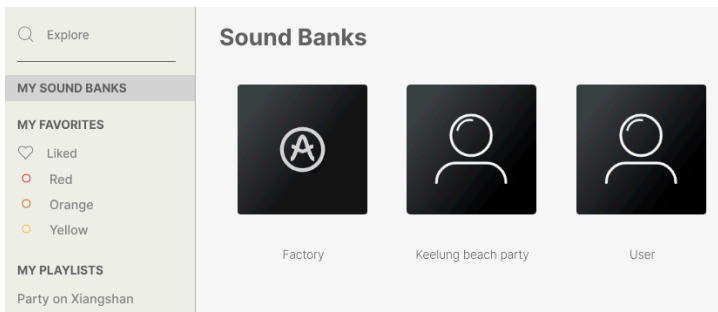 Explore
MY SOUND BANKS
MY FAVORITES
Liked
Red
Orange
Yellow
MY PLAYLISTS
Party on Xiangshan
Sound Banks
Factory
Keelung beach party
User